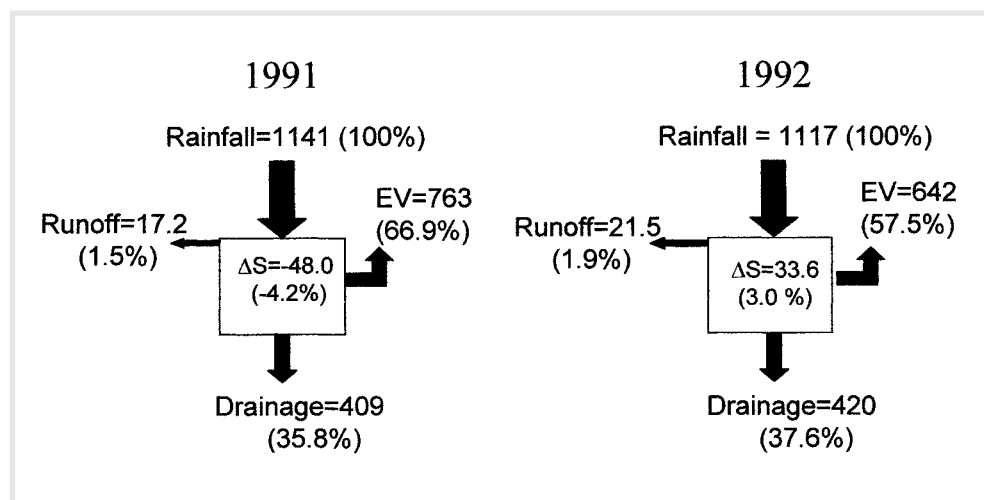 1991
Rainfall=1141 (100%)
EV=763
(66.9%)
Runoff=17.2
(1.5%)
ΔS=-48.0
(-4.2%)
Drainage=409
(35.8%)
1992
Rainfall = 1117 (100%)
EV=642
(57.5%)
Runoff=21.5
(1.9%)
ΔS=33.6
(3.0 %)
Drainage=420
(37.6%)